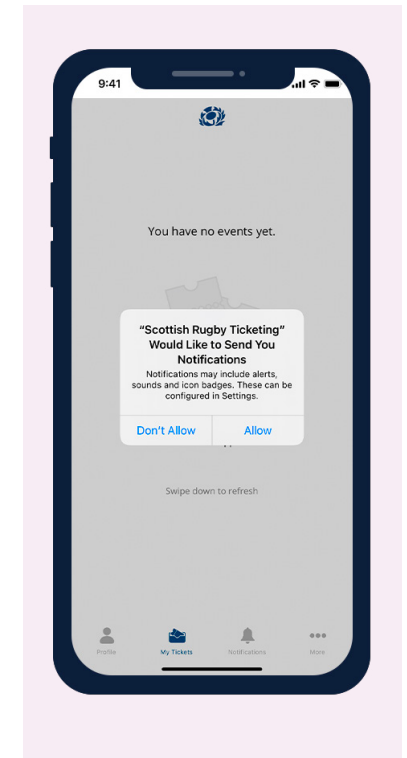 9:41
You have no events yet.
“Scottish Rugby Ticketing”
Would Like to Send You
Notifications
Notifications may include alerts,
sounds and icon badges. These can be
configured in Settings.
Don't Allow
Allow
Swipe down to refresh
Profile
My Tickets
Notifications
More